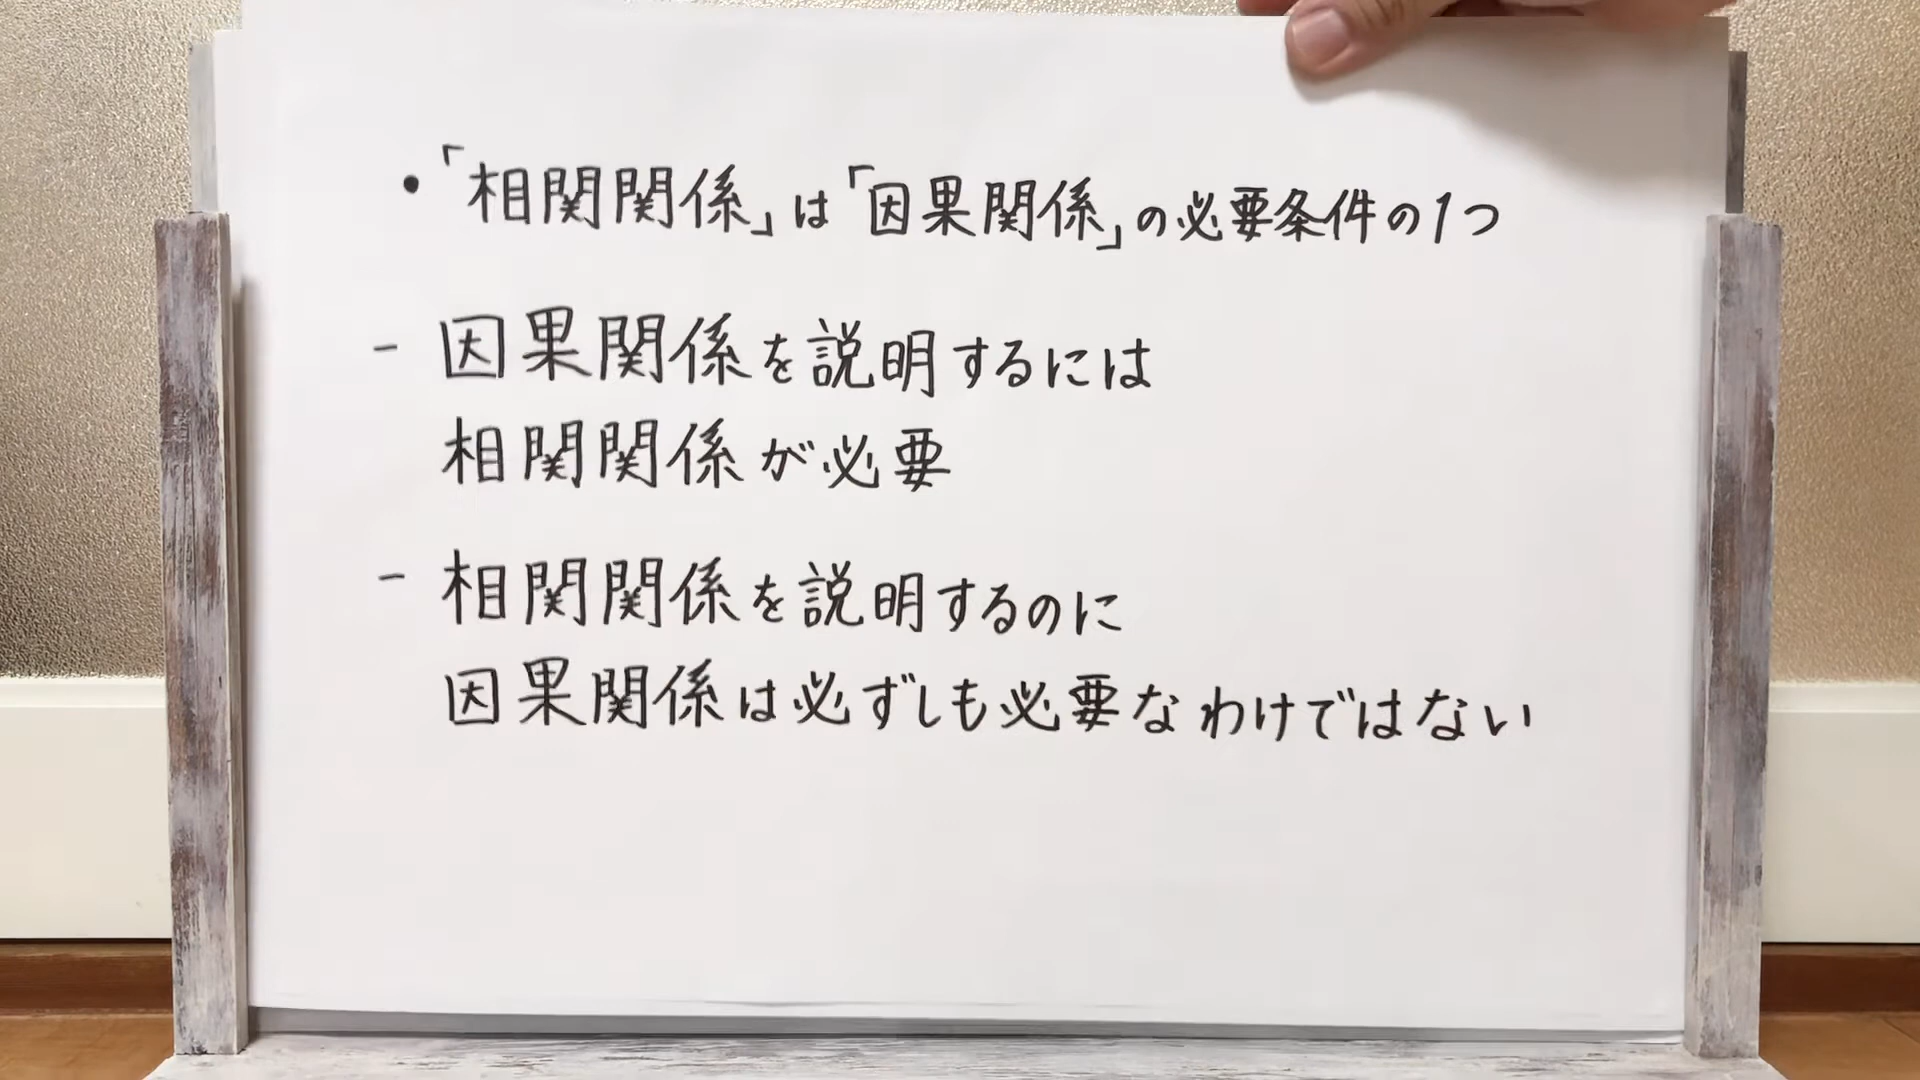 ・「相関関係」は「因果関係」の必要条件の1つ
- 因果関係を説明するには
相関関係が必要
- 相関関係を説明するのに
因果関係は必ずしも必要なわけではない